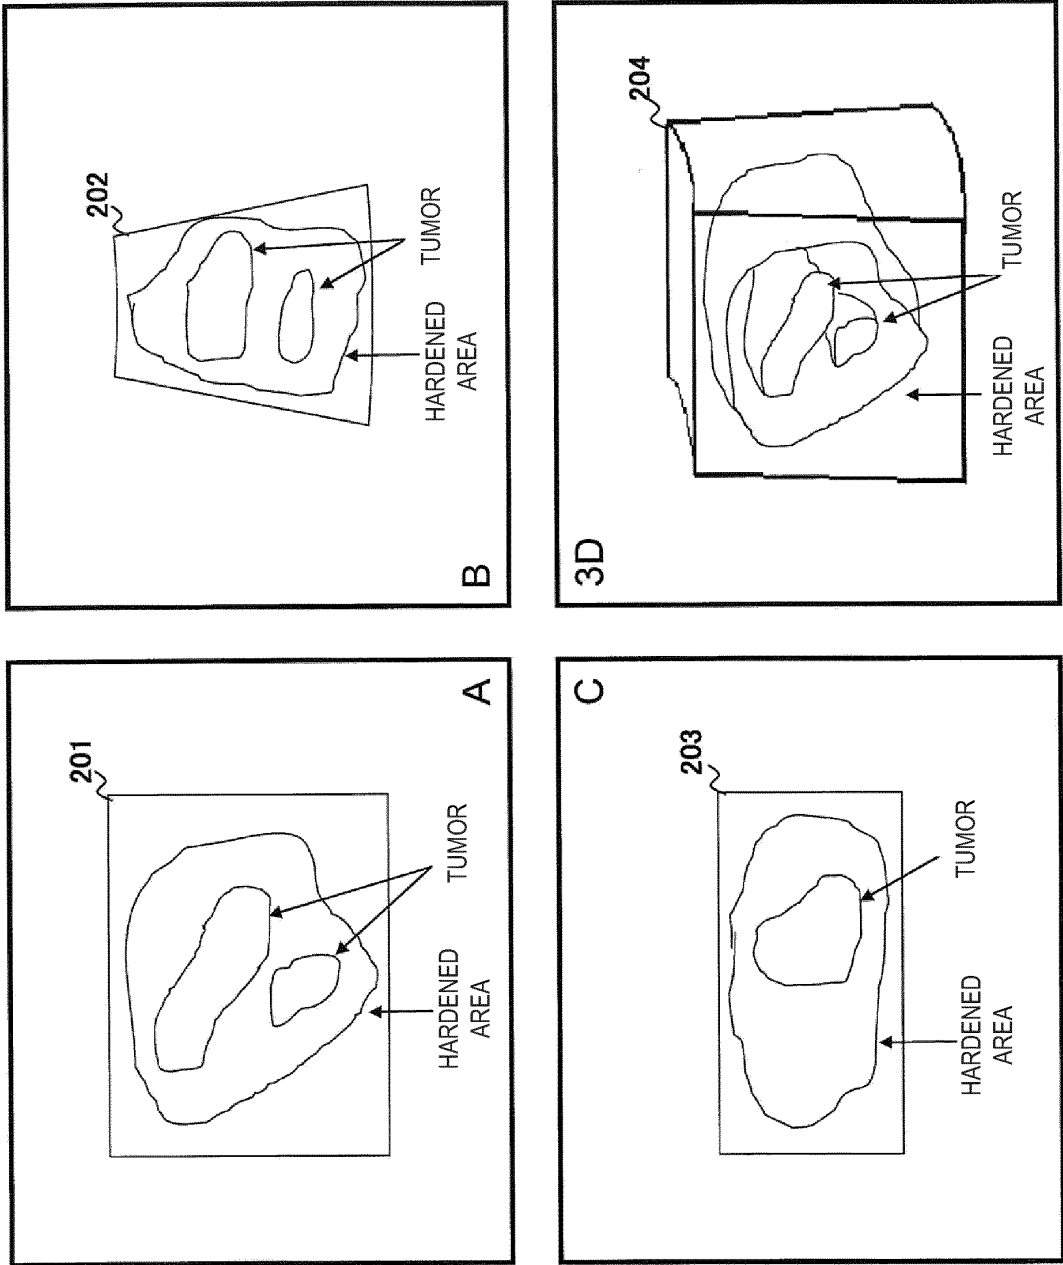 201
HARDENED
AREA
TUMOR
A
202
B
HARDENED
AREA
TUMOR
C
203
HARDENED
AREA
TUMOR
3D
204
HARDENED
AREA
TUMOR